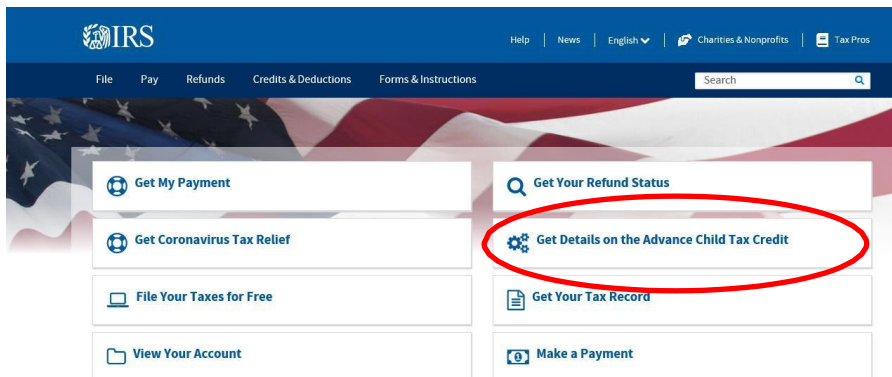 IRS
Help News English Charities & Nonprofits Tax Pros
File Pay Refunds Credits & Deductions Forms & Instructions Search
Get My Payment
Get Your Refund Status
Get Coronavirus Tax Relief
Get Details on the Advance Child Tax Credit
File Your Taxes for Free
Get Your Tax Record
View Your Account
Make a Payment